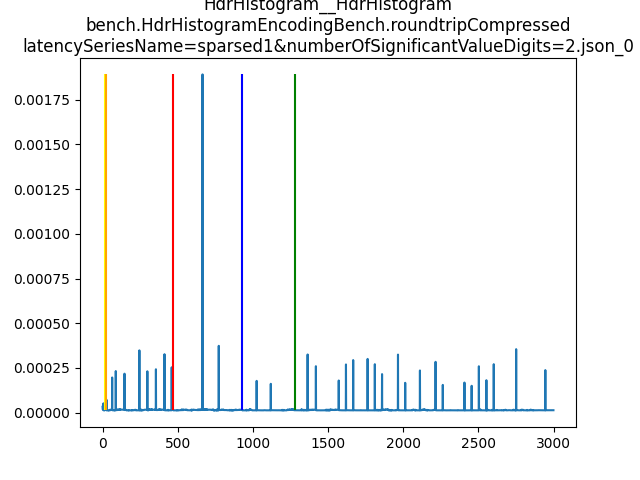 HdrHistogram__HdrHistogram
bench.HdrHistogramEncodingBench.roundtripCompressed
latencySeriesName=sparsed1&numberOfSignificantValueDigits=2.json_0
0.00175
0.00150
0.00125
0.00100
0.00075
0.00050
0.00025
0.00000
0 500 1000 1500 2000 2500 3000